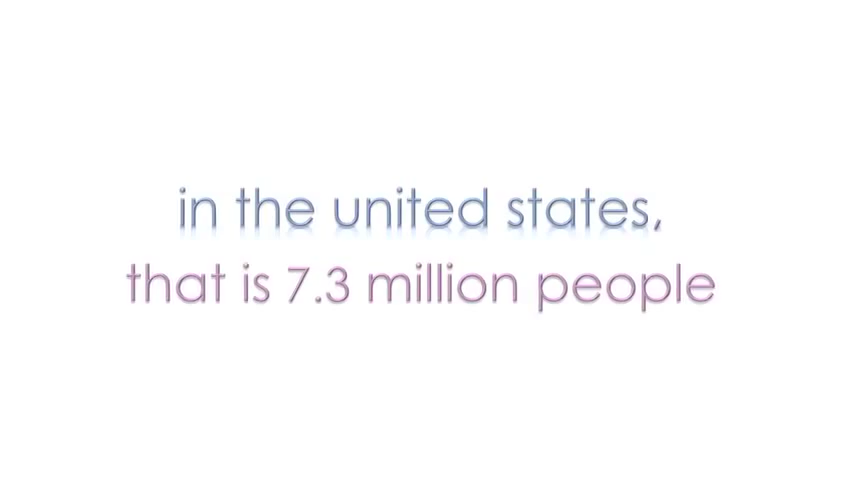 in the united states,
that is 7.3 million people